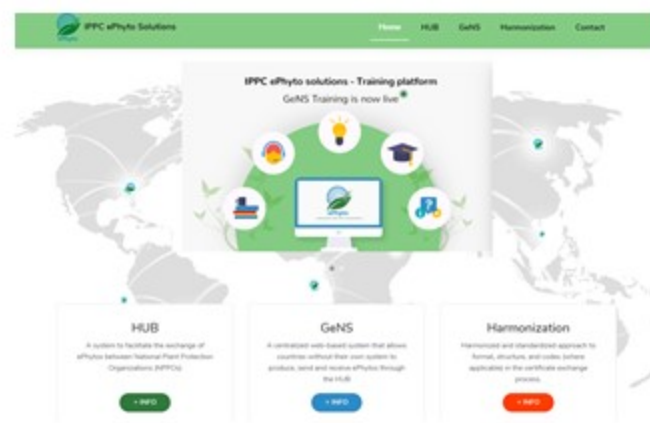 IPPC ePhyto Solutions
Home HUB GeNS Harmonization Contact
IPPC ePhyto solutions - Training platform
GeNS Training is now live
ePhyto
HUB
A system to facilitate the exchange of
ePhytos between National Plant Protection
Organizations (NPPOs).
+ INFO
GeNS
A centralized web-based system that allows
countries without their own system to
produce, send and receive ePhytos through
the HUB
+ INFO
Harmonization
Harmonized and standardized approach to
format, structure, and codes (where
applicable) in the certificate exchange
process.
+ INFO